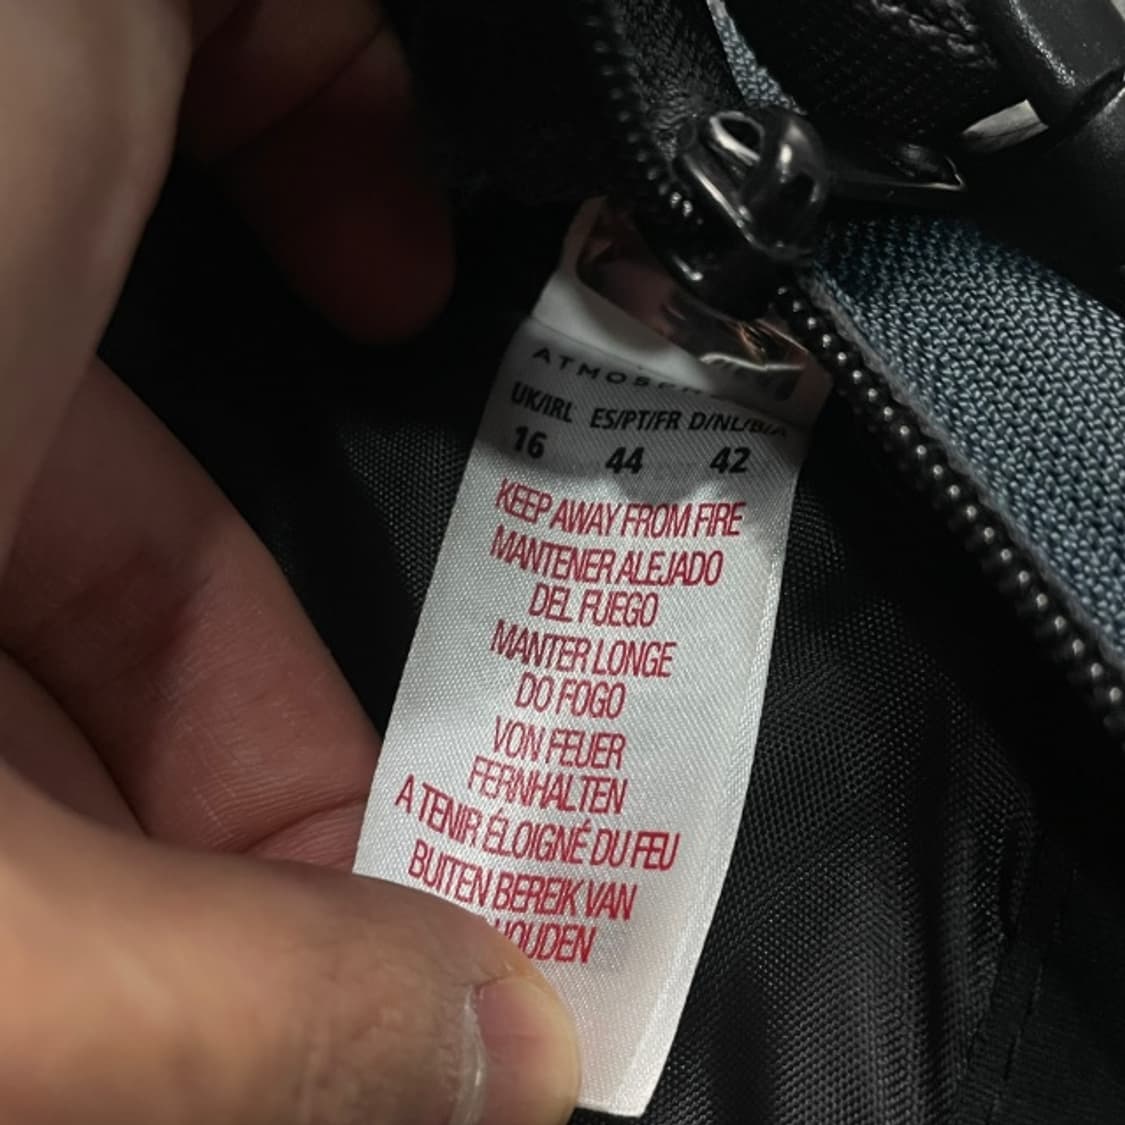 UK/IRL ES/PT/FR D/NL/B/A
16 44 42
KEEP AWAY FROM FIRE
MANTENER ALEJADO
DEL FUEGO
MANTER LONGE
DO FOGO
VON FEUER
FERNHALTEN
A TENIR ÉLOIGNÉ DU FEU
BUITEN BEREIK VAN
HOUDEN